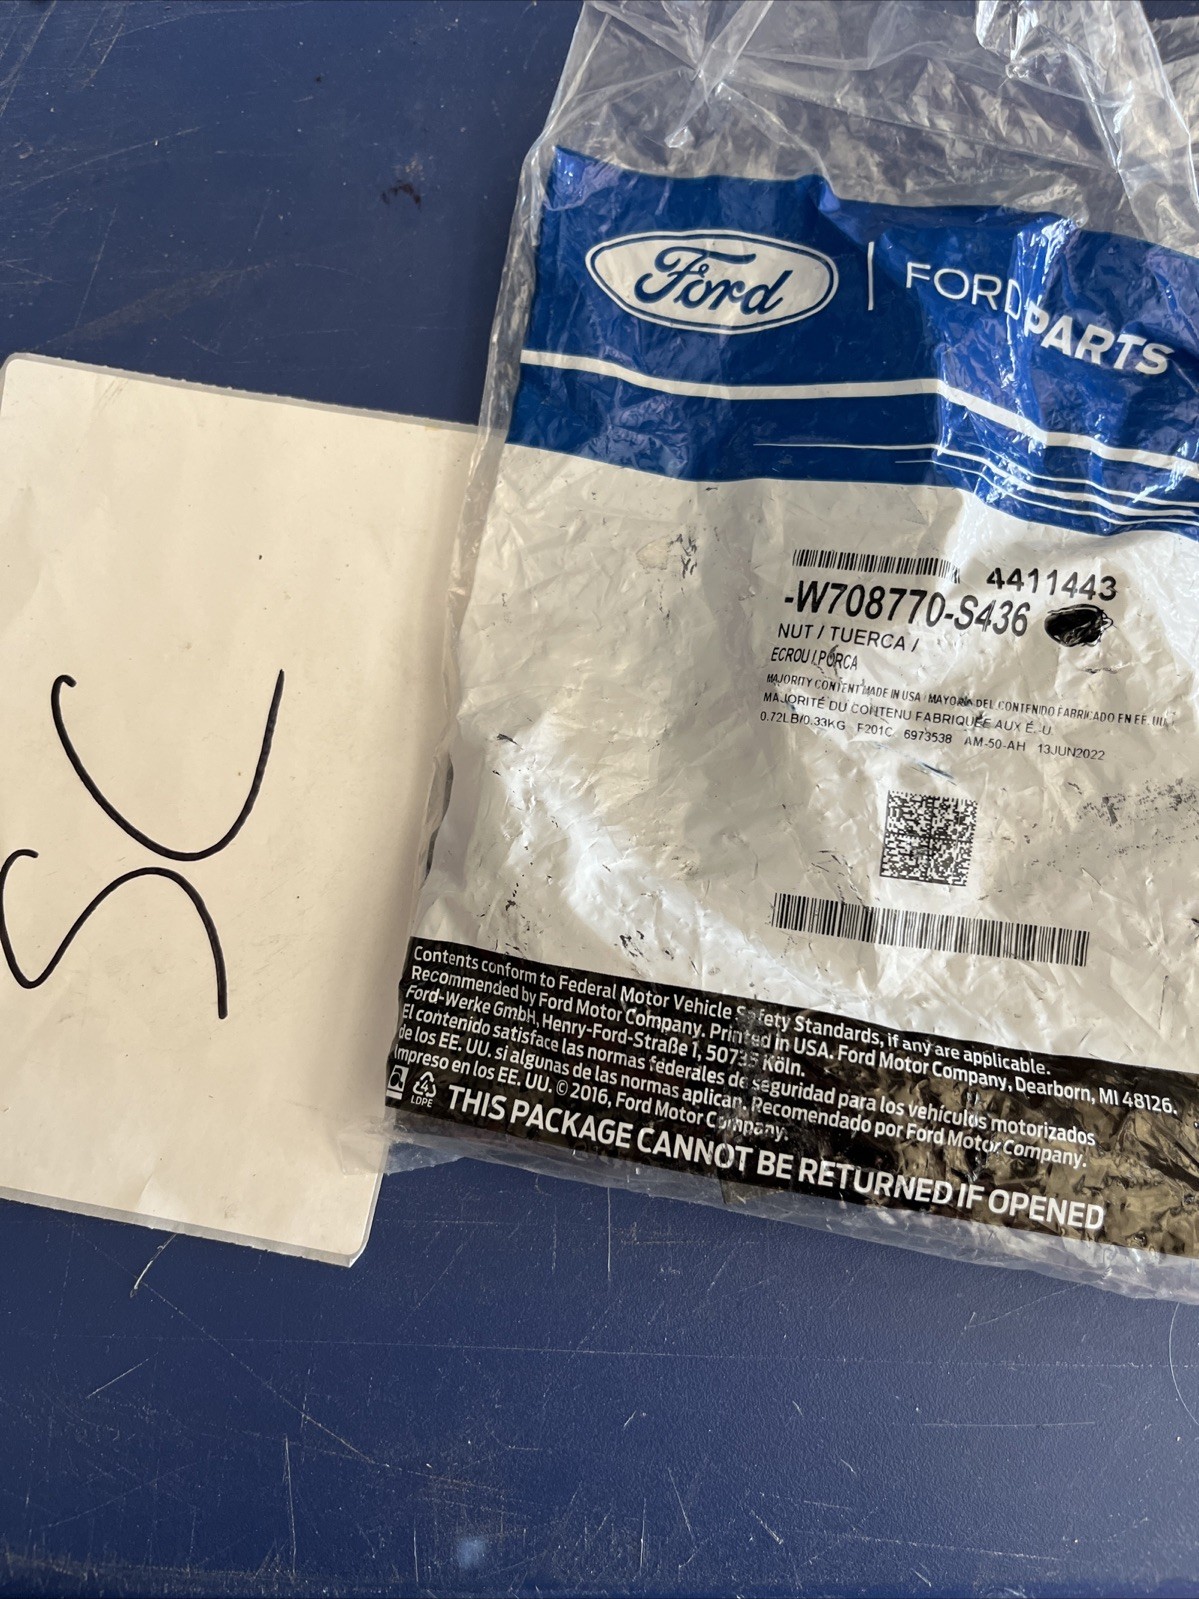 Ford | FORD PARTS
4411443
-W708770-S436
NUT / TUERCA /
ECROU / PORCA
MAJORITY CONTENT MADE IN USA / MAYORIA DEL CONTENIDO FABRICADO EN EE. UU.
MAJORITÉ DU CONTENU FABRIQUÉE AUX É.-U.
0.72LB/0.33KG F201C 6973538 AM-50-AH 13JUN2022
Contents conform to Federal Motor Vehicle Safety Standards, if any are applicable.
Recommended by Ford Motor Company. Printed in USA. Ford Motor Company, Dearborn, MI 48126.
Ford-Werke GmbH, Henry-Ford-Straße 1, 50735 Köln.
El contenido satisface las normas federales de seguridad para los vehículos motorizados
de los EE. UU. si algunas de las normas aplican. Recomendado por Ford Motor Company.
Impreso en los EE. UU. © 2016, Ford Motor Company.
4
LDPE
THIS PACKAGE CANNOT BE RETURNED IF OPENED
SC